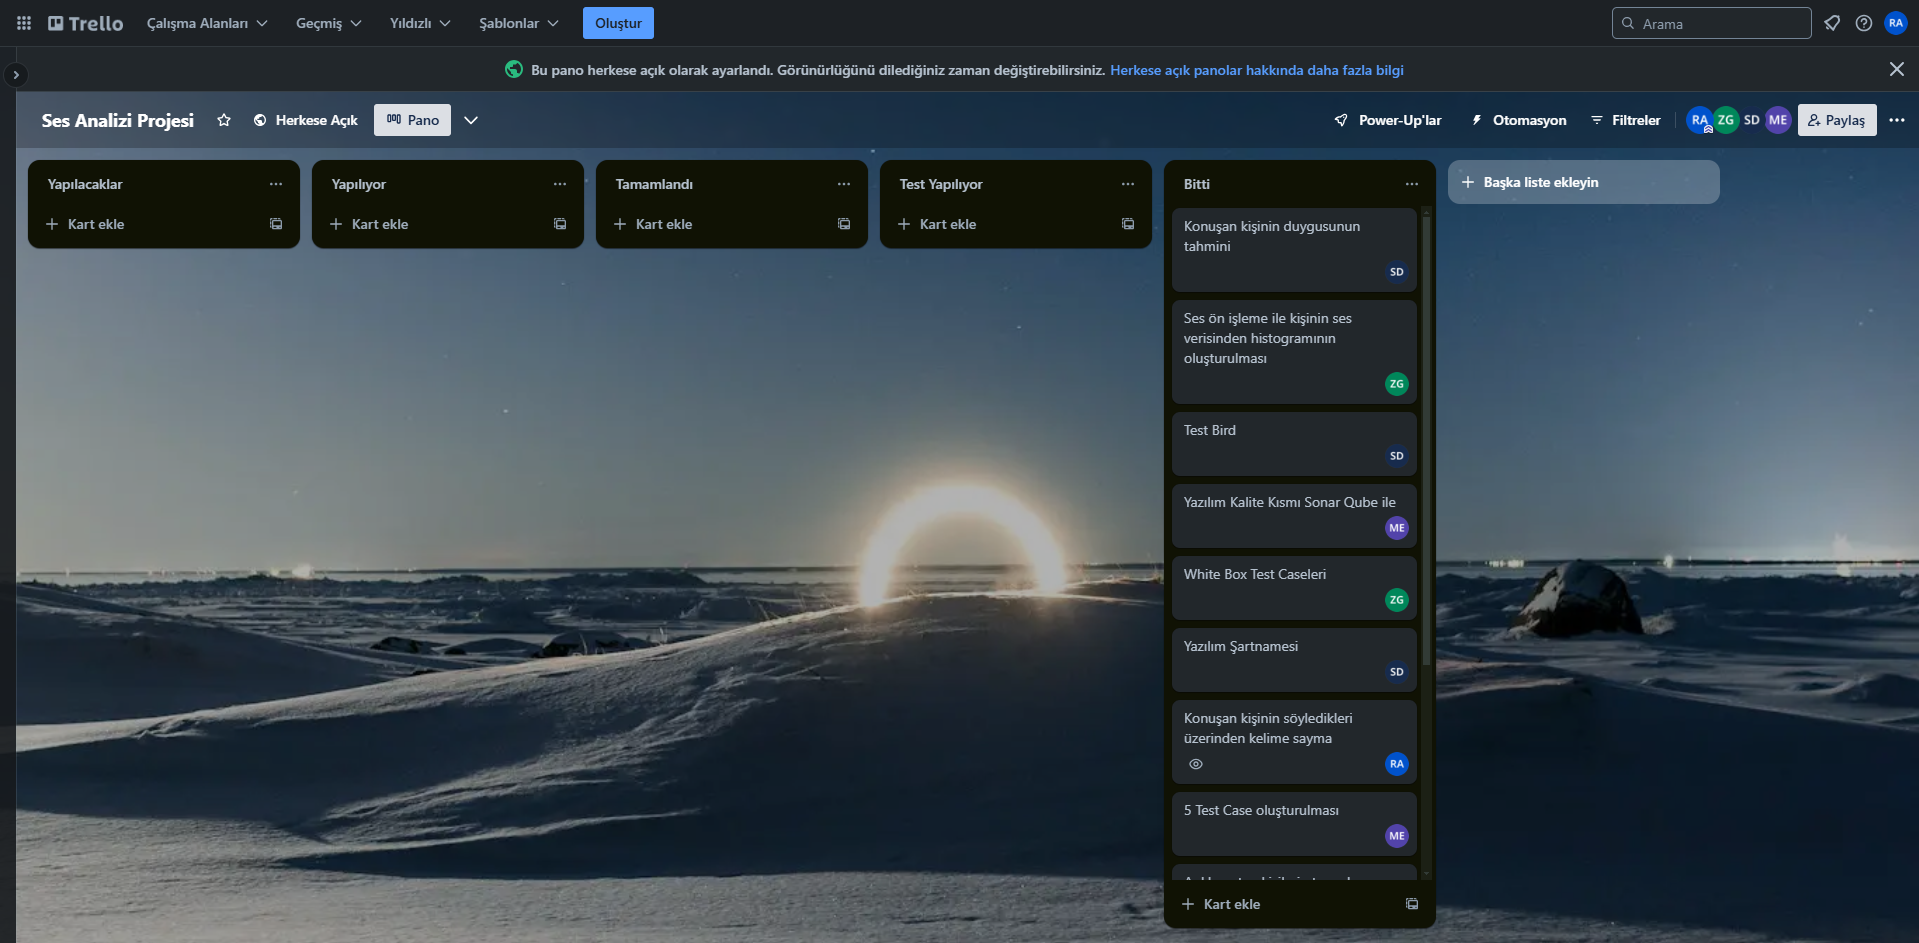 Trello
Çalışma Alanları
Geçmiş
Yıldızlı
Şablonlar
Oluştur
Arama
RA
Bu pano herkese açık olarak ayarlandı. Görünürlüğünü dilediğiniz zaman değiştirebilirsiniz. Herkese açık panolar hakkında daha fazla bilgi
Ses Analizi Projesi
Herkese Açık
Pano
Power-Up'lar
Otomasyon
Filtreler
RA
ZG
SD
ME
Paylaş
Yapılacaklar
Kart ekle
Yapılıyor
Kart ekle
Tamamlandı
Kart ekle
Test Yapılıyor
Kart ekle
Bitti
Konuşan kişinin duygusunun
tahmini
SD
Ses ön işleme ile kişinin ses
verisinden histogramının
oluşturulması
ZG
Test Bird
SD
Yazılım Kalite Kısmı Sonar Qube ile
ME
White Box Test Caseleri
ZG
Yazılım Şartnamesi
SD
Konuşan kişinin söyledikleri
üzerinden kelime sayma
RA
5 Test Case oluşturulması
ME
Kart ekle
Başka liste ekleyin